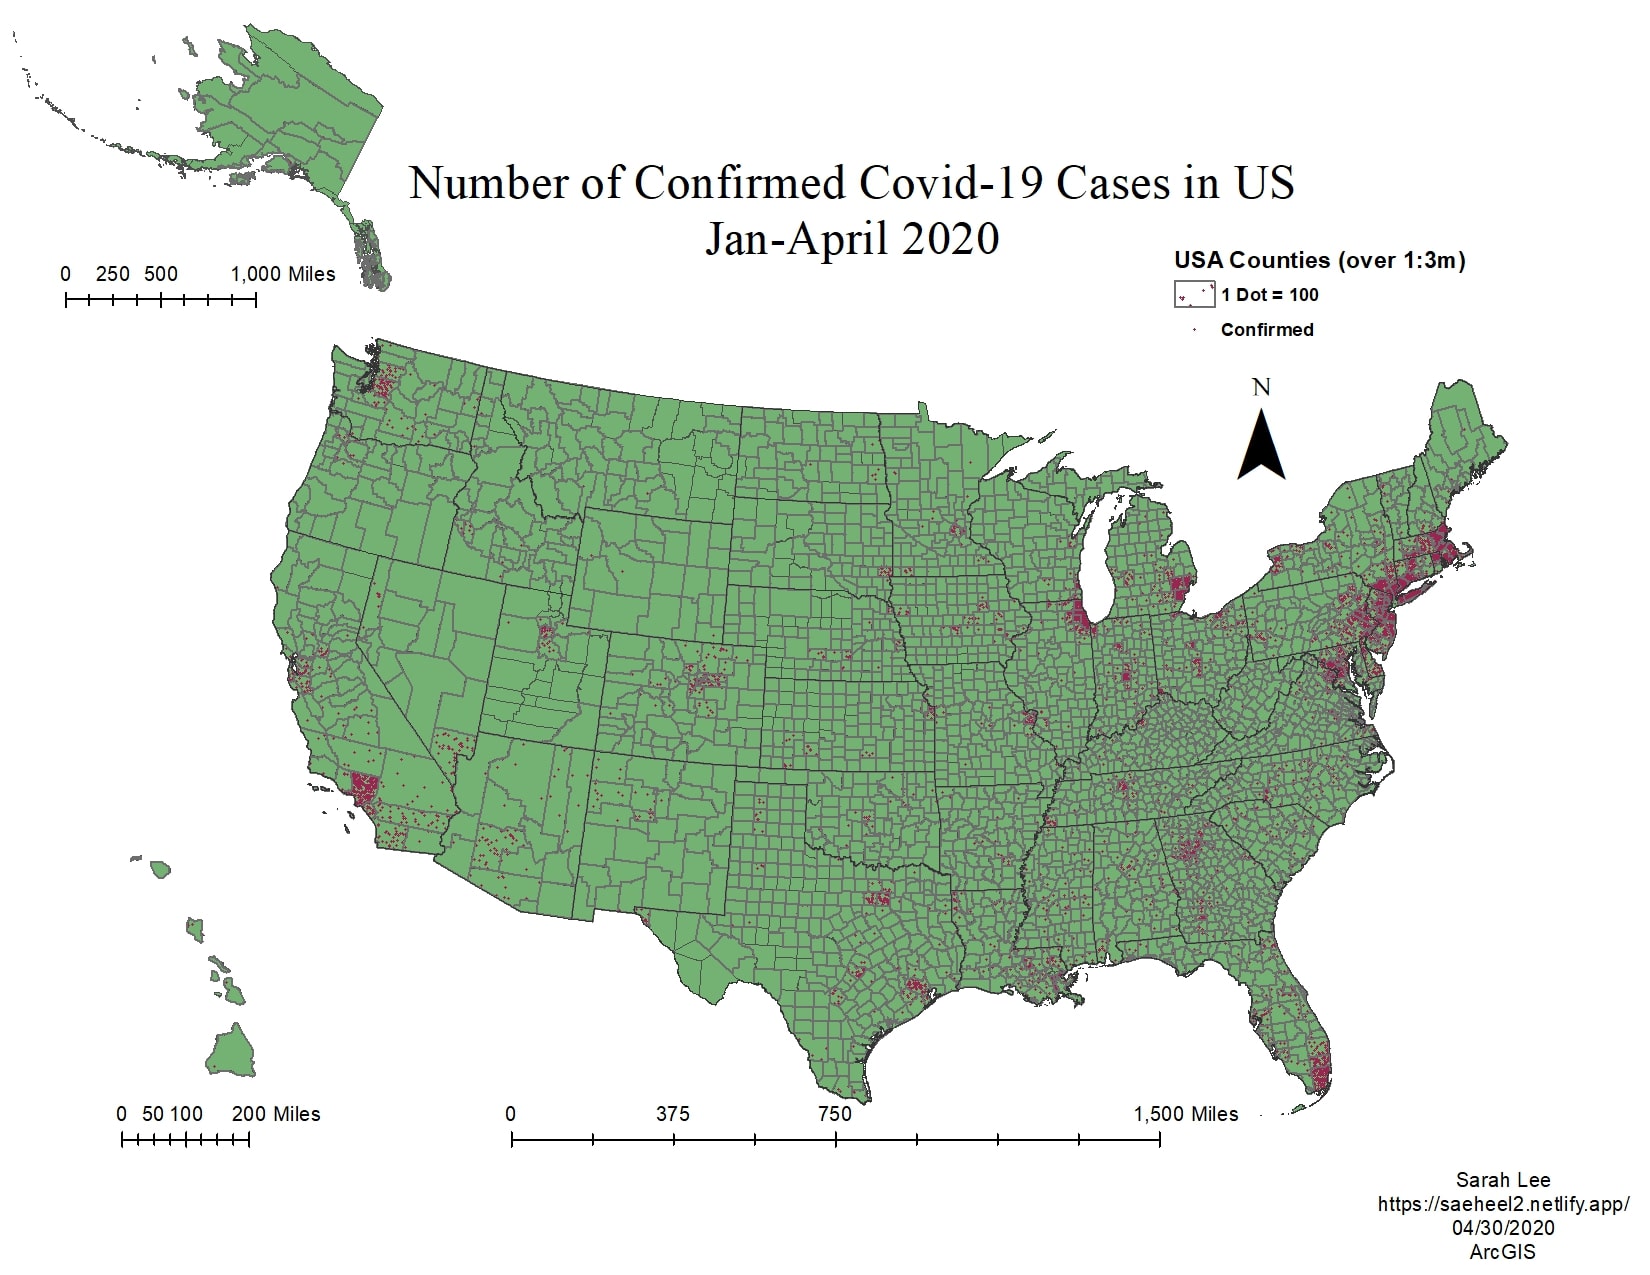 Number of Confirmed Covid-19 Cases in US
Jan-April 2020
USA Counties (over 1:3m)
1 Dot = 100
Confirmed
0 250 500 1,000 Miles
N
0 50 100 200 Miles
0 375 750 1,500 Miles
Sarah Lee
https://saeheel2.netlify.app/
04/30/2020
ArcGIS